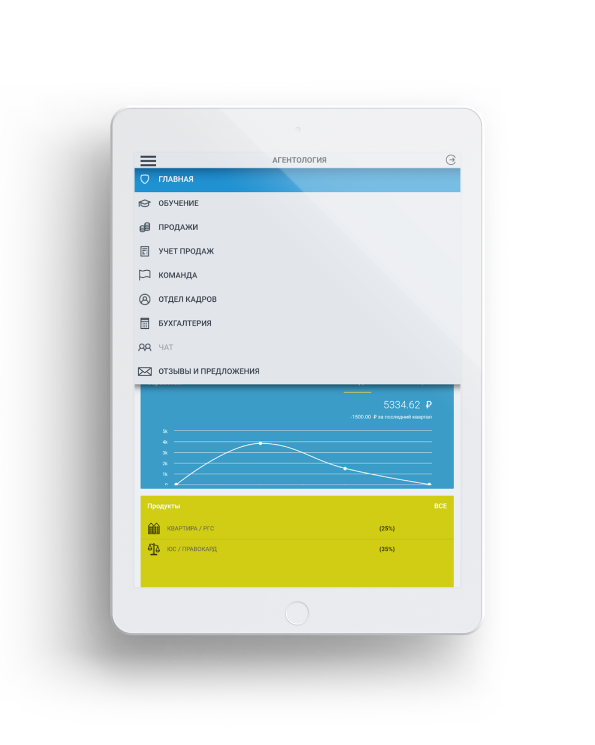 АГЕНТОЛОГИЯ
ГЛАВНАЯ
ОБУЧЕНИЕ
ПРОДАЖИ
УЧЕТ ПРОДАЖ
КОМАНДА
ОТДЕЛ КАДРОВ
БУХГАЛТЕРИЯ
ЧАТ
ОТЗЫВЫ И ПРЕДЛОЖЕНИЯ
5334.62 ₽
-1500.00 ₽ за последний квартал
5k
4k
3k
2k
1k
0
Продукты ВСЕ
КВАРТИРА / РГС (25%)
ЮС / ПРАВОКАРД (35%)